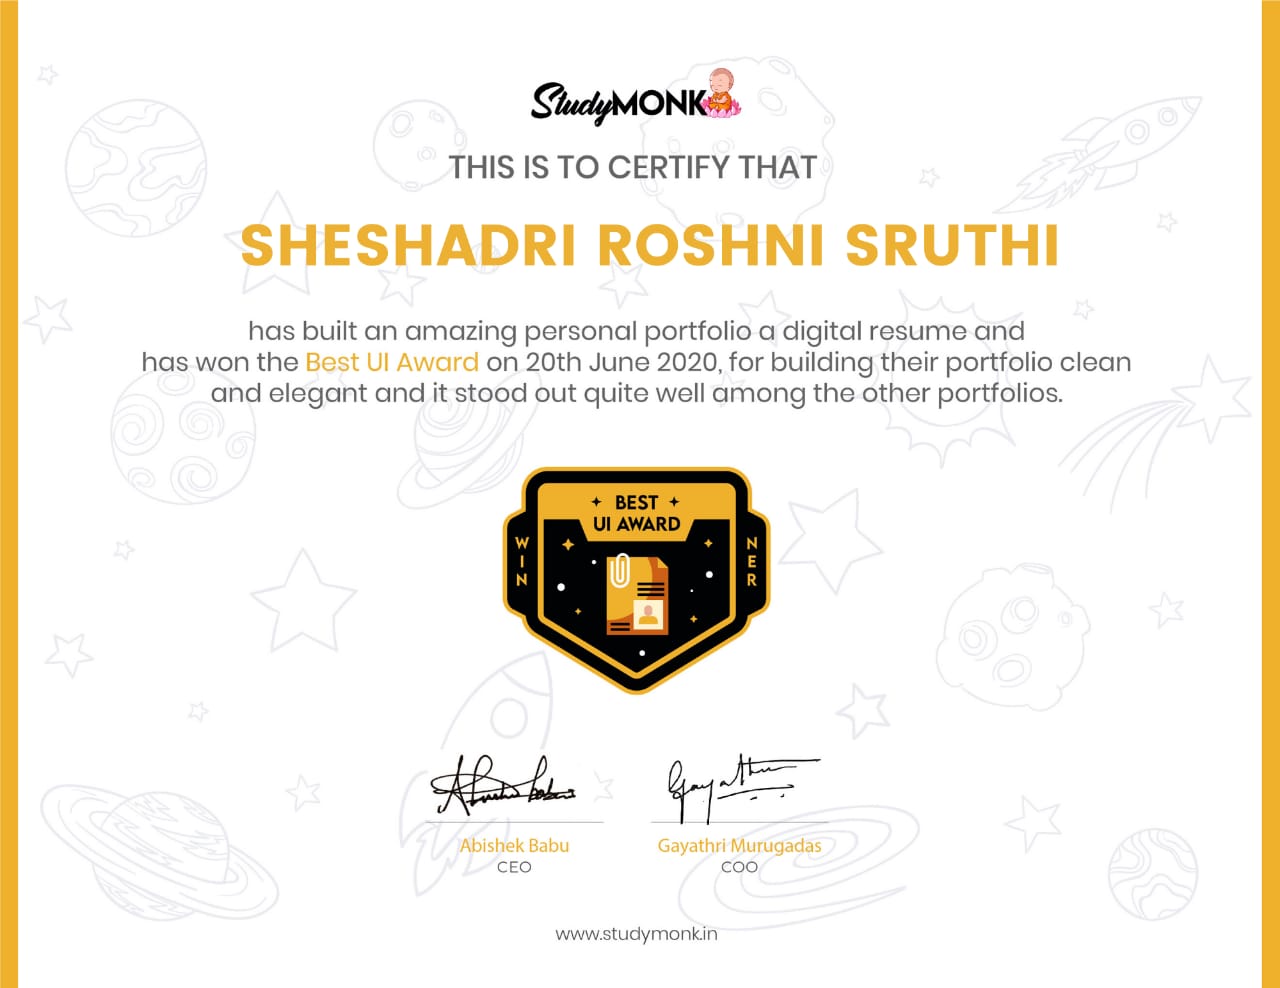 StudyMONK
THIS IS TO CERTIFY THAT
SHESHADRI ROSHNI SRUTHI
has built an amazing personal portfolio a digital resume and
has won the Best UI Award on 20th June 2020, for building their portfolio clean
and elegant and it stood out quite well among the other portfolios.
BEST
UI AWARD
WIN
NER
Abishek Babu
Gayathri
Abishek Babu
Gayathri Murugadas
CEO
COO
www.studymonk.in